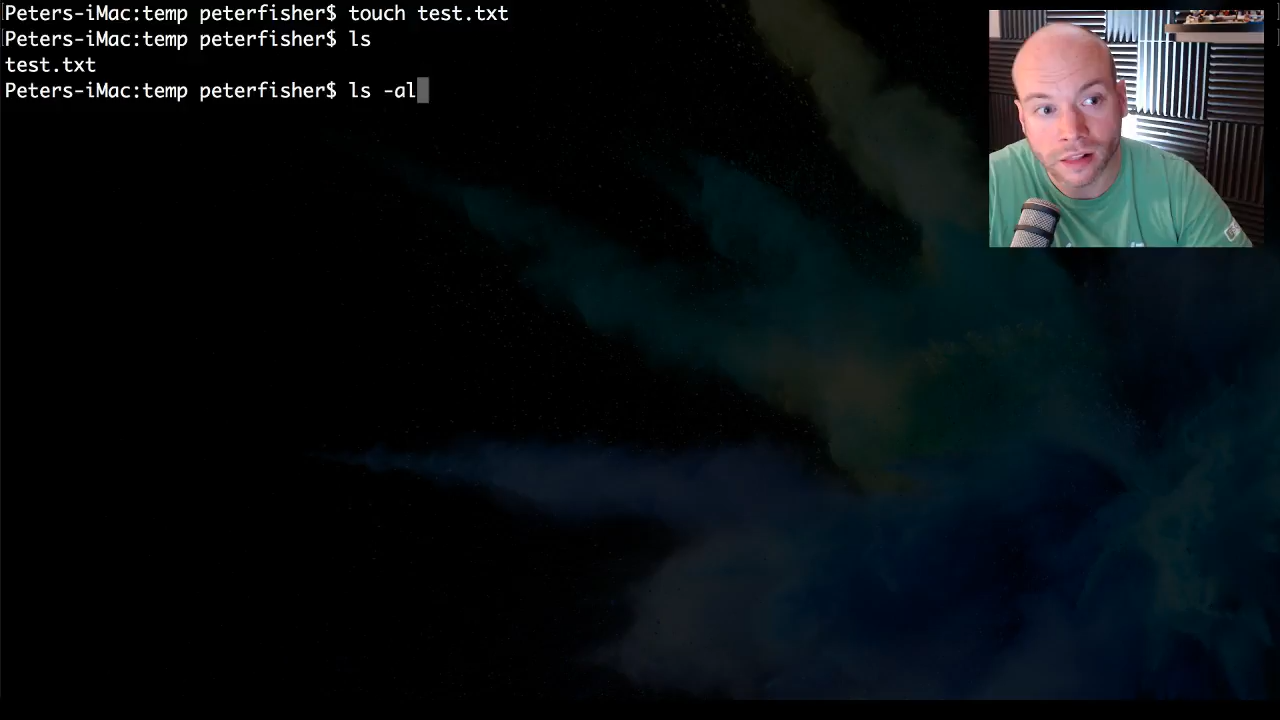 Peters-iMac:temp peterfisher$ touch test.txt
Peters-iMac:temp peterfisher$ ls
test.txt
Peters-iMac:temp peterfisher$ ls -al